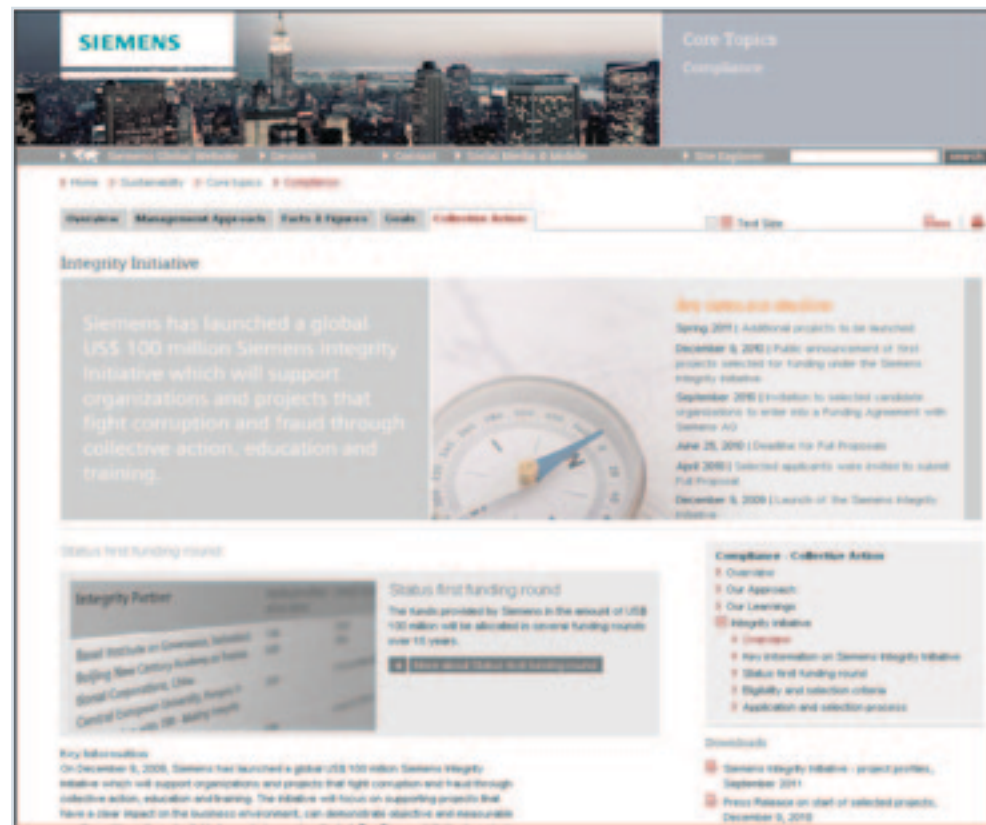 SIEMENS
Core Topics
Compliance
Siemens Global Website Deutsch Contact Social Media & Mobile Site Explorer search
Home Sustainability Core topics Compliance
Overview Management Approach Facts & Figures Goals Collective Action Text Size
Integrity Initiative
Siemens has launched a global
US$ 100 million Siemens Integrity
Initiative which will support
organizations and projects that
fight corruption and fraud through
collective action, education and
training.
Spring 2011 | Additional projects to be launched
December 9, 2010 | Public announcement of first
projects selected for funding under the Siemens
Integrity Initiative
September 2010 | Invitation to selected candidate
organizations to enter into a Funding Agreement with
Siemens AG
June 25, 2010 | Deadline for Full Proposals
April 2010 | Selected applicants were invited to submit
Full Proposal
December 9, 2009 | Launch of the Siemens Integrity
Initiative
Status first funding round
Integrity Partner
Basel Institute on Governance, Switzerland
Beijing New Century Academy on Transna-
tional Corporations, China
Central European University, Hungary
Status first funding round
The funds provided by Siemens in the amount of US$
100 million will be allocated in several funding rounds
over 15 years.
More about Status first funding round
Compliance - Collective Action
Overview
Our Approach
Our Learnings
Integrity Initiative
Overview
Key information on Siemens Integrity Initiative
Status first funding round
Eligibility and selection criteria
Application and selection process
Key Information
On December 9, 2009, Siemens has launched a global US$ 100 million Siemens Integrity
Initiative which will support organizations and projects that fight corruption and fraud through
collective action, education and training. The Initiative will focus on supporting projects that
have a clear impact on the business environment, can demonstrate objective and measurable
Downloads
Siemens Integrity Initiative - project profiles,
September 2011
Press Release on start of selected projects,
December 9, 2010